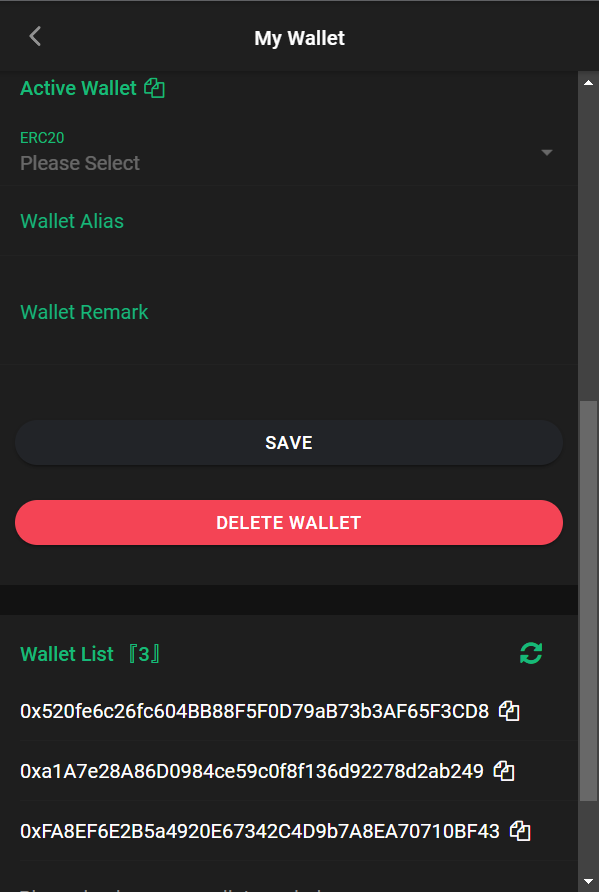 My Wallet
Active Wallet
ERC20
Please Select
Wallet Alias
Wallet Remark
SAVE
DELETE WALLET
Wallet List 『3』
0x520fe6c26fc604BB88F5F0D79aB73b3AF65F3CD8
0xa1A7e28A86D0984ce59c0f8f136d92278d2ab249
0xFA8EF6E2B5a4920E67342C4D9b7A8EA70710BF43